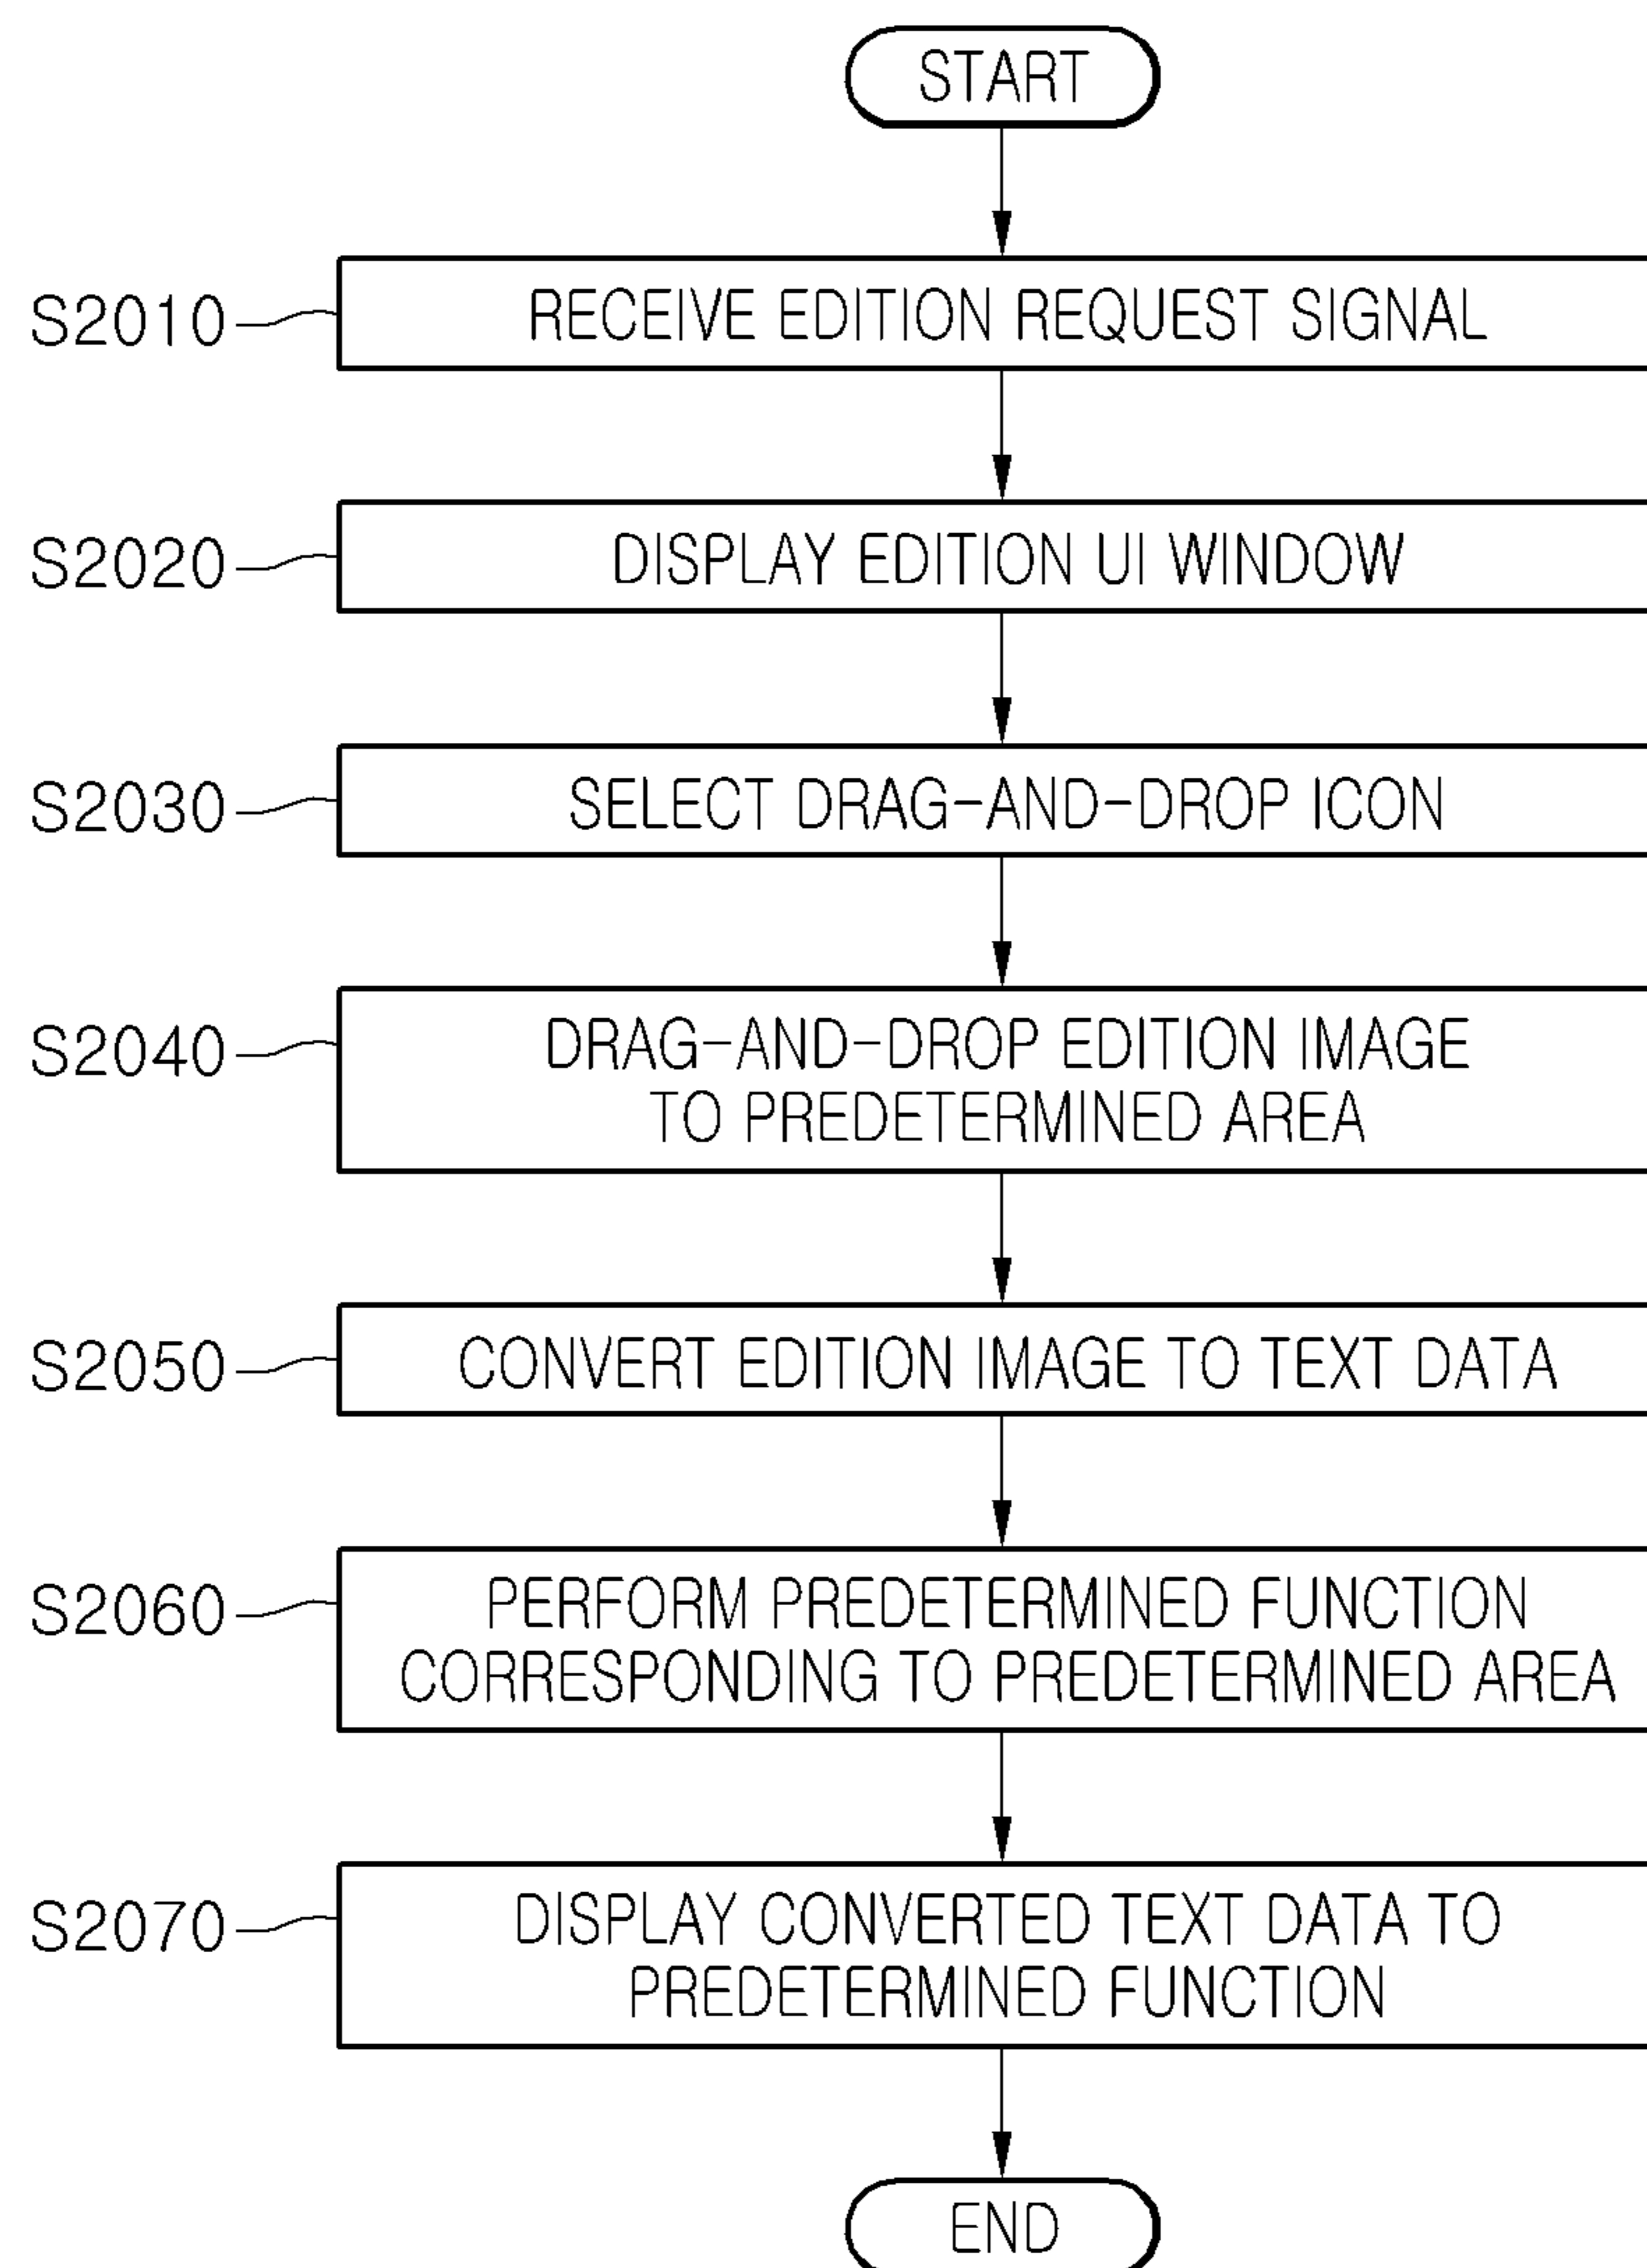 START
S2010
RECEIVE EDITION REQUEST SIGNAL
S2020
DISPLAY EDITION UI WINDOW
S2030
SELECT DRAG-AND-DROP ICON
S2040
DRAG-AND-DROP EDITION IMAGE
TO PREDETERMINED AREA
S2050
CONVERT EDITION IMAGE TO TEXT DATA
S2060
PERFORM PREDETERMINED FUNCTION
CORRESPONDING TO PREDETERMINED AREA
S2070
DISPLAY CONVERTED TEXT DATA TO
PREDETERMINED FUNCTION
END